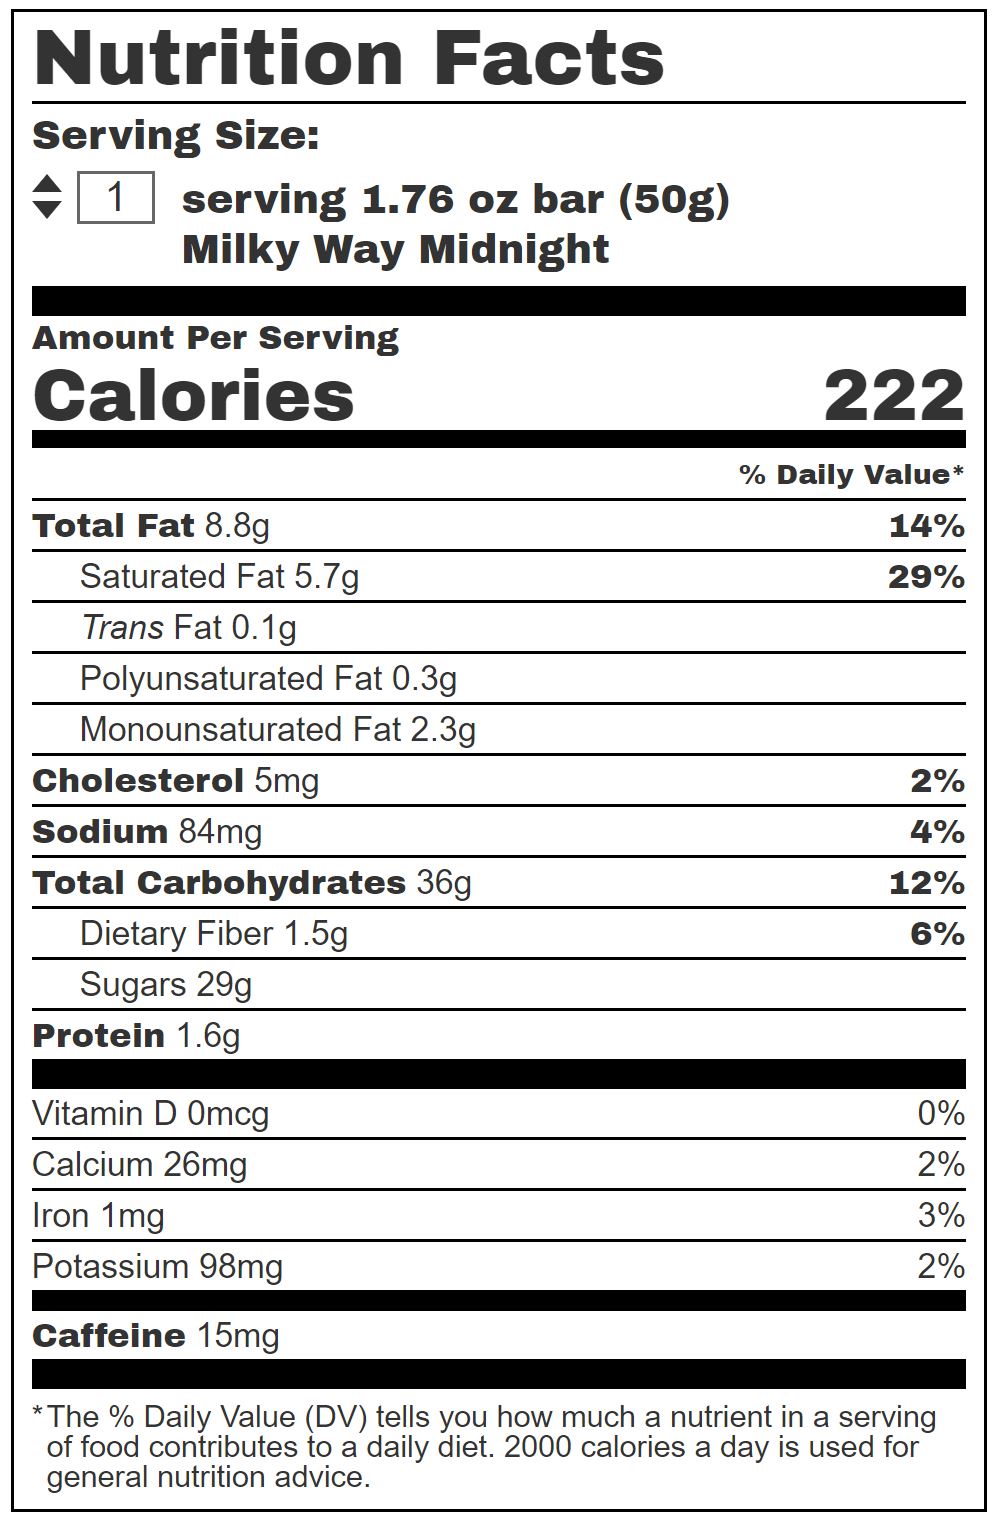 Nutrition Facts
Serving Size:
1 serving 1.76 oz bar (50g)
Milky Way Midnight
Amount Per Serving
Calories 222
% Daily Value*
Total Fat 8.8g 14%
Saturated Fat 5.7g 29%
Trans Fat 0.1g
Polyunsaturated Fat 0.3g
Monounsaturated Fat 2.3g
Cholesterol 5mg 2%
Sodium 84mg 4%
Total Carbohydrates 36g 12%
Dietary Fiber 1.5g 6%
Sugars 29g
Protein 1.6g
Vitamin D 0mcg 0%
Calcium 26mg 2%
Iron 1mg 3%
Potassium 98mg 2%
Caffeine 15mg
*The % Daily Value (DV) tells you how much a nutrient in a serving
of food contributes to a daily diet. 2000 calories a day is used for
general nutrition advice.